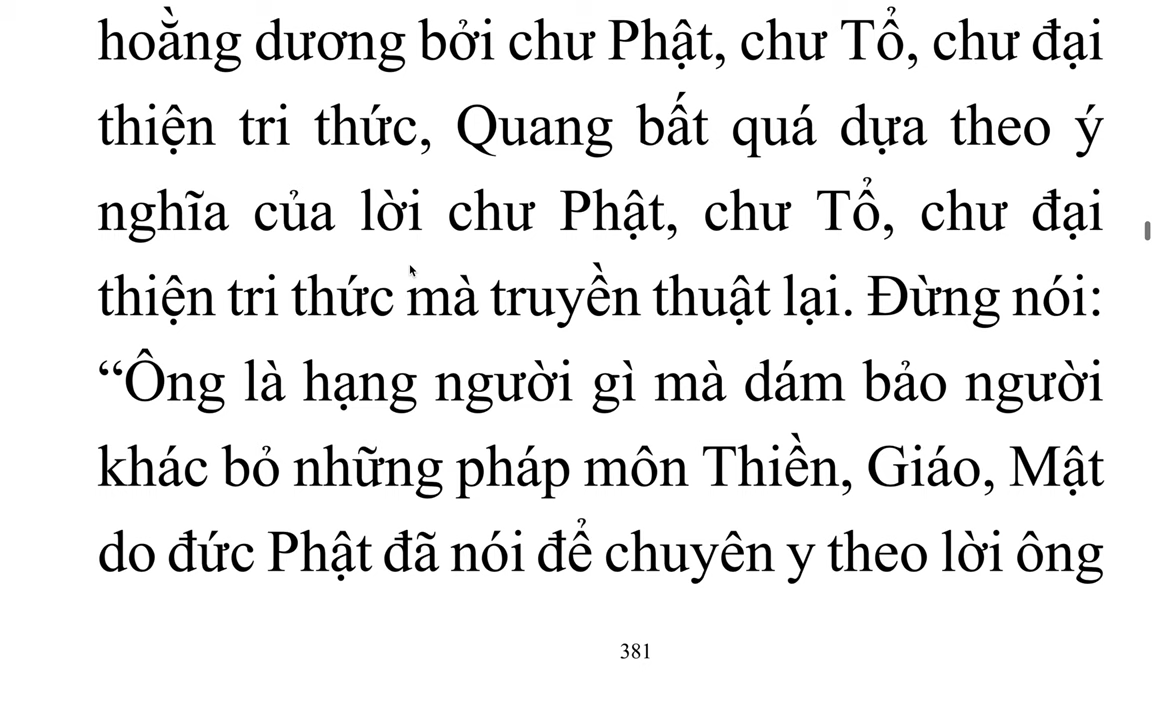 hoằng dương bởi chư Phật, chư Tổ, chư đại
thiện tri thức, Quang bất quá dựa theo ý
nghĩa của lời chư Phật, chư Tổ, chư đại
thiện tri thức mà truyền thuật lại. Đừng nói:
“Ông là hạng người gì mà dám bảo người
khác bỏ những pháp môn Thiền, Giáo, Mật
do đức Phật đã nói để chuyên y theo lời ông
381